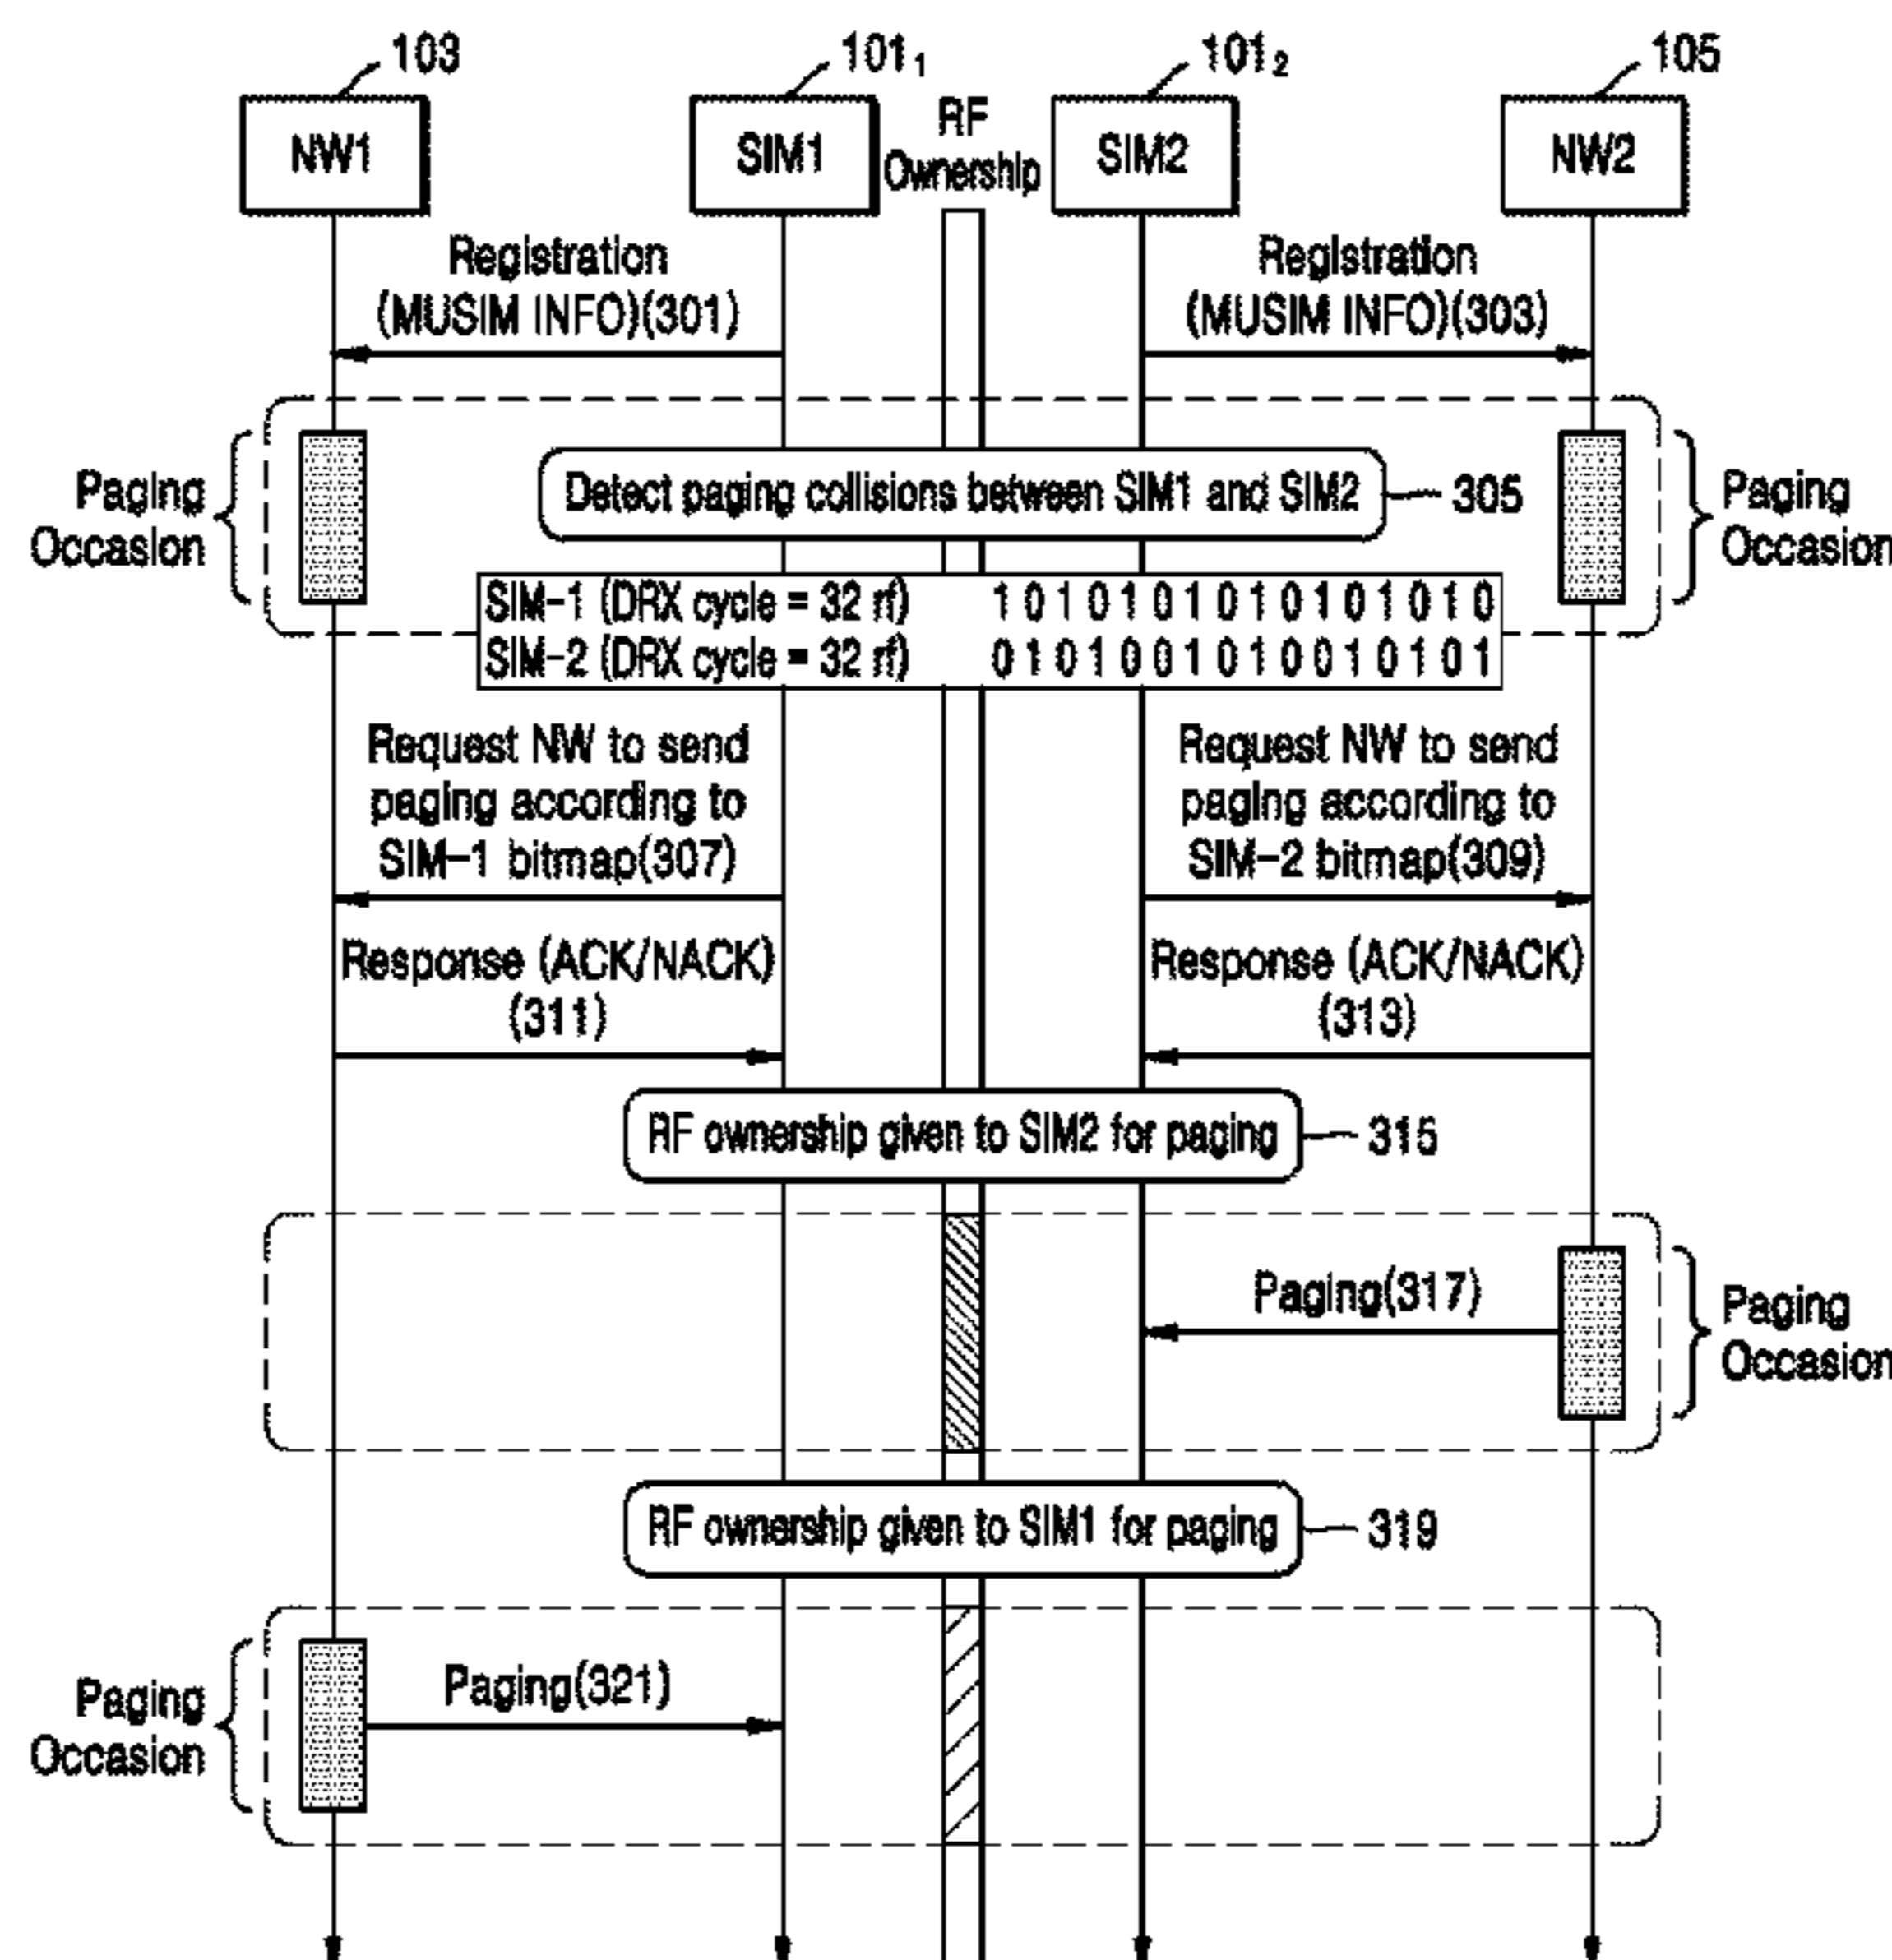 103
101₁
101₂
105
NW1
SIM1
RF
Ownership
SIM2
NW2
Registration
(MUSIM INFO)(301)
Registration
(MUSIM INFO)(303)
Paging
Occasion
Detect paging collisions between SIM1 and SIM2
305
Paging
Occasion
SIM-1 (DRX cycle = 32 rf) 1 0 1 0 1 0 1 0 1 0 1 0 1 0 1 0
SIM-2 (DRX cycle = 32 rf) 0 1 0 1 0 0 1 0 1 0 0 1 0 1 0 1
Request NW to send
paging according to
SIM-1 bitmap(307)
Request NW to send
paging according to
SIM-2 bitmap(309)
Response (ACK/NACK)
(311)
Response (ACK/NACK)
(313)
RF ownership given to SIM2 for paging
315
Paging(317)
Paging
Occasion
RF ownership given to SIM1 for paging
319
Paging
Occasion
Paging(321)